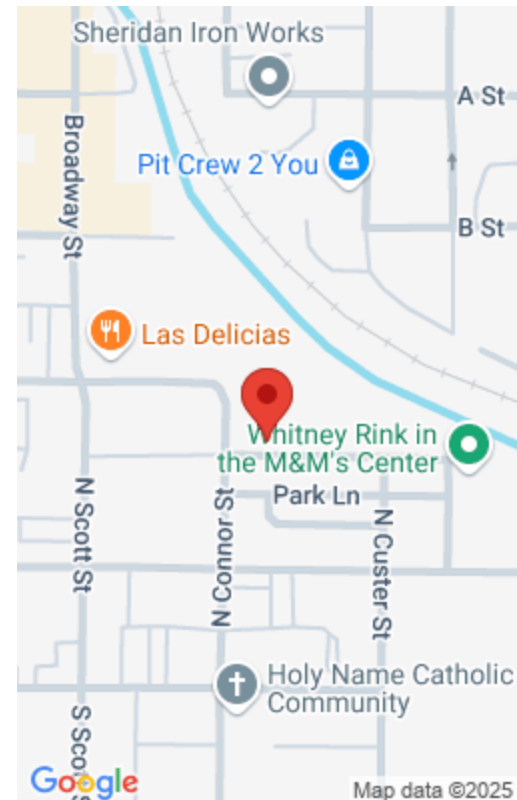 Sheridan Iron Works
A St
Broadway St
Pit Crew 2 You
B St
Las Delicias
Whitney Rink in
the M&M's Center
Park Ln
N Scott St
N Connor St
N Custer St
Holy Name Catholic
Community
S Scott S
Google
Map data ©2025